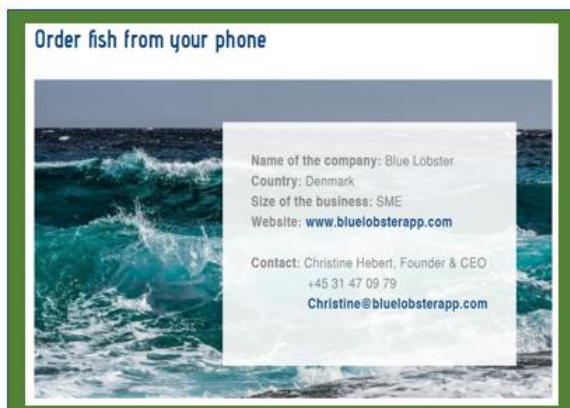 Order fish from your phone
Name of the company: Blue Lobster
Country: Denmark
Size of the business: SME
Website: www.bluelobsterapp.com
Contact: Christine Hebert, Founder & CEO
+45 31 47 09 79
Christine@bluelobsterapp.com